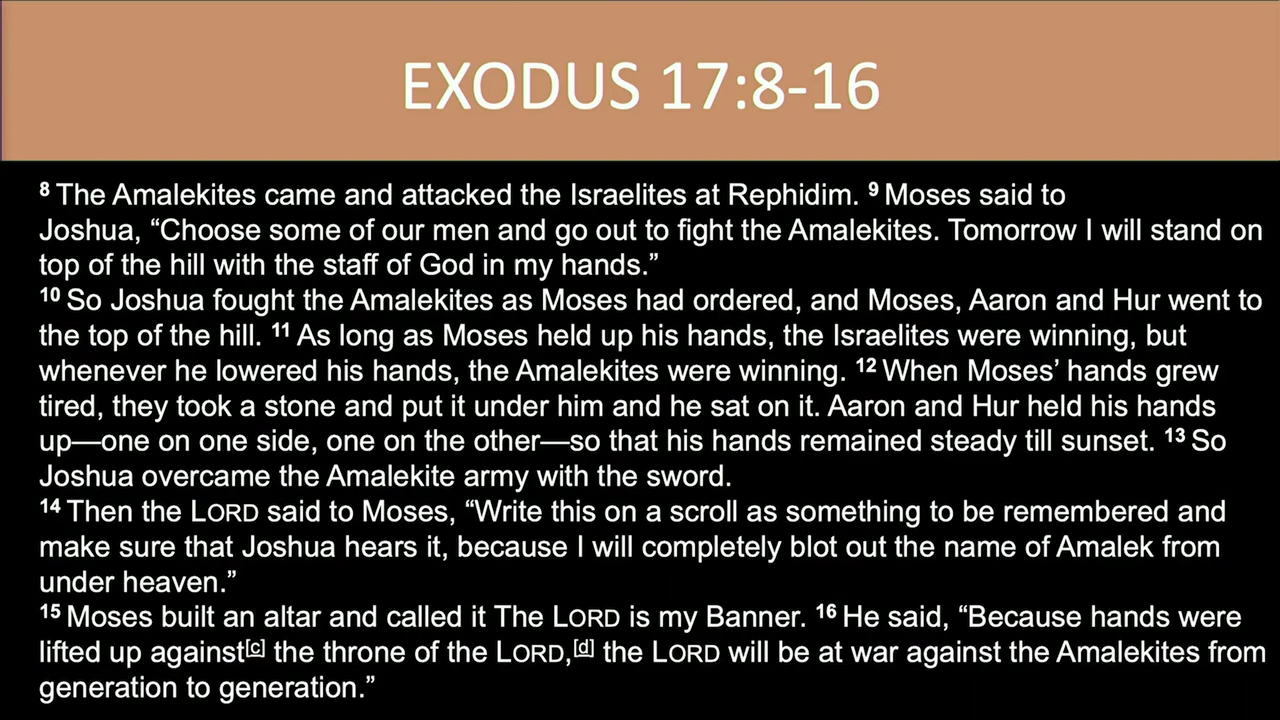 EXODUS 17:8-16
⁸ The Amalekites came and attacked the Israelites at Rephidim. ⁹ Moses said to
Joshua, “Choose some of our men and go out to fight the Amalekites. Tomorrow I will stand on
top of the hill with the staff of God in my hands.”
¹⁰ So Joshua fought the Amalekites as Moses had ordered, and Moses, Aaron and Hur went to
the top of the hill. ¹¹ As long as Moses held up his hands, the Israelites were winning, but
whenever he lowered his hands, the Amalekites were winning. ¹² When Moses’ hands grew
tired, they took a stone and put it under him and he sat on it. Aaron and Hur held his hands
up—one on one side, one on the other—so that his hands remained steady till sunset. ¹³ So
Joshua overcame the Amalekite army with the sword.
¹⁴ Then the LORD said to Moses, “Write this on a scroll as something to be remembered and
make sure that Joshua hears it, because I will completely blot out the name of Amalek from
under heaven.”
¹⁵ Moses built an altar and called it The LORD is my Banner. ¹⁶ He said, “Because hands were
lifted up against[c] the throne of the LORD,[d] the LORD will be at war against the Amalekites from
generation to generation.”